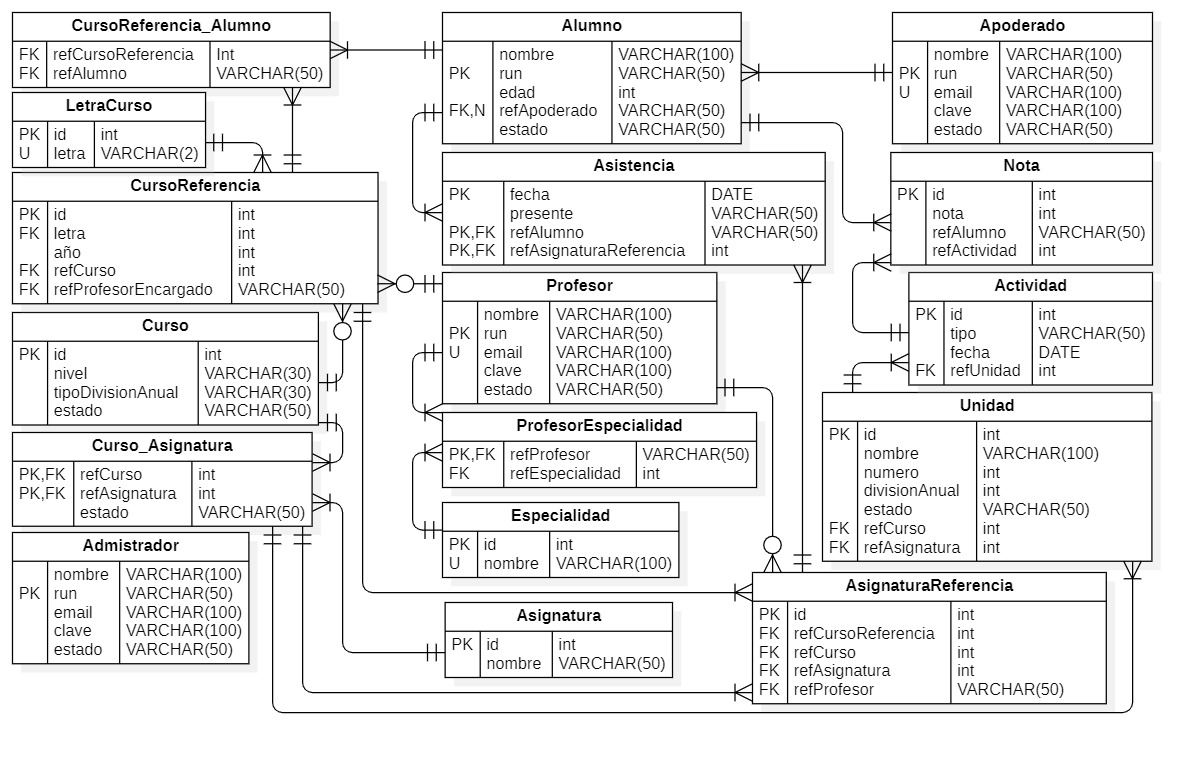 CursoReferencia_Alumno
FK refCursoReferencia Int
FK refAlumno VARCHAR(50)
LetraCurso
PK id int
U letra VARCHAR(2)
CursoReferencia
PK id int
FK letra int
año int
FK refCurso int
FK refProfesorEncargado VARCHAR(50)
Curso
PK id int
nivel VARCHAR(30)
tipoDivisionAnual VARCHAR(30)
estado VARCHAR(50)
Curso_Asignatura
PK,FK refCurso int
PK,FK refAsignatura int
estado VARCHAR(50)
Admistrador
nombre VARCHAR(100)
PK run VARCHAR(50)
email VARCHAR(100)
clave VARCHAR(100)
estado VARCHAR(50)
Alumno
nombre VARCHAR(100)
PK run VARCHAR(50)
edad int
FK,N refApoderado VARCHAR(50)
estado VARCHAR(50)
Asistencia
PK fecha DATE
presente VARCHAR(50)
PK,FK refAlumno VARCHAR(50)
PK,FK refAsignaturaReferencia int
Profesor
nombre VARCHAR(100)
PK run VARCHAR(50)
U email VARCHAR(100)
clave VARCHAR(100)
estado VARCHAR(50)
ProfesorEspecialidad
PK,FK refProfesor VARCHAR(50)
FK refEspecialidad int
Especialidad
PK id int
U nombre VARCHAR(100)
Asignatura
PK id int
nombre VARCHAR(50)
Apoderado
nombre VARCHAR(100)
PK run VARCHAR(50)
U email VARCHAR(100)
clave VARCHAR(100)
estado VARCHAR(50)
Nota
PK id int
nota int
refAlumno VARCHAR(50)
refActividad int
Actividad
PK id int
tipo VARCHAR(50)
fecha DATE
FK refUnidad int
Unidad
PK id int
nombre VARCHAR(100)
numero int
divisionAnual int
estado VARCHAR(50)
FK refCurso int
FK refAsignatura int
AsignaturaReferencia
PK id int
FK refCursoReferencia int
FK refCurso int
FK refAsignatura int
FK refProfesor VARCHAR(50)